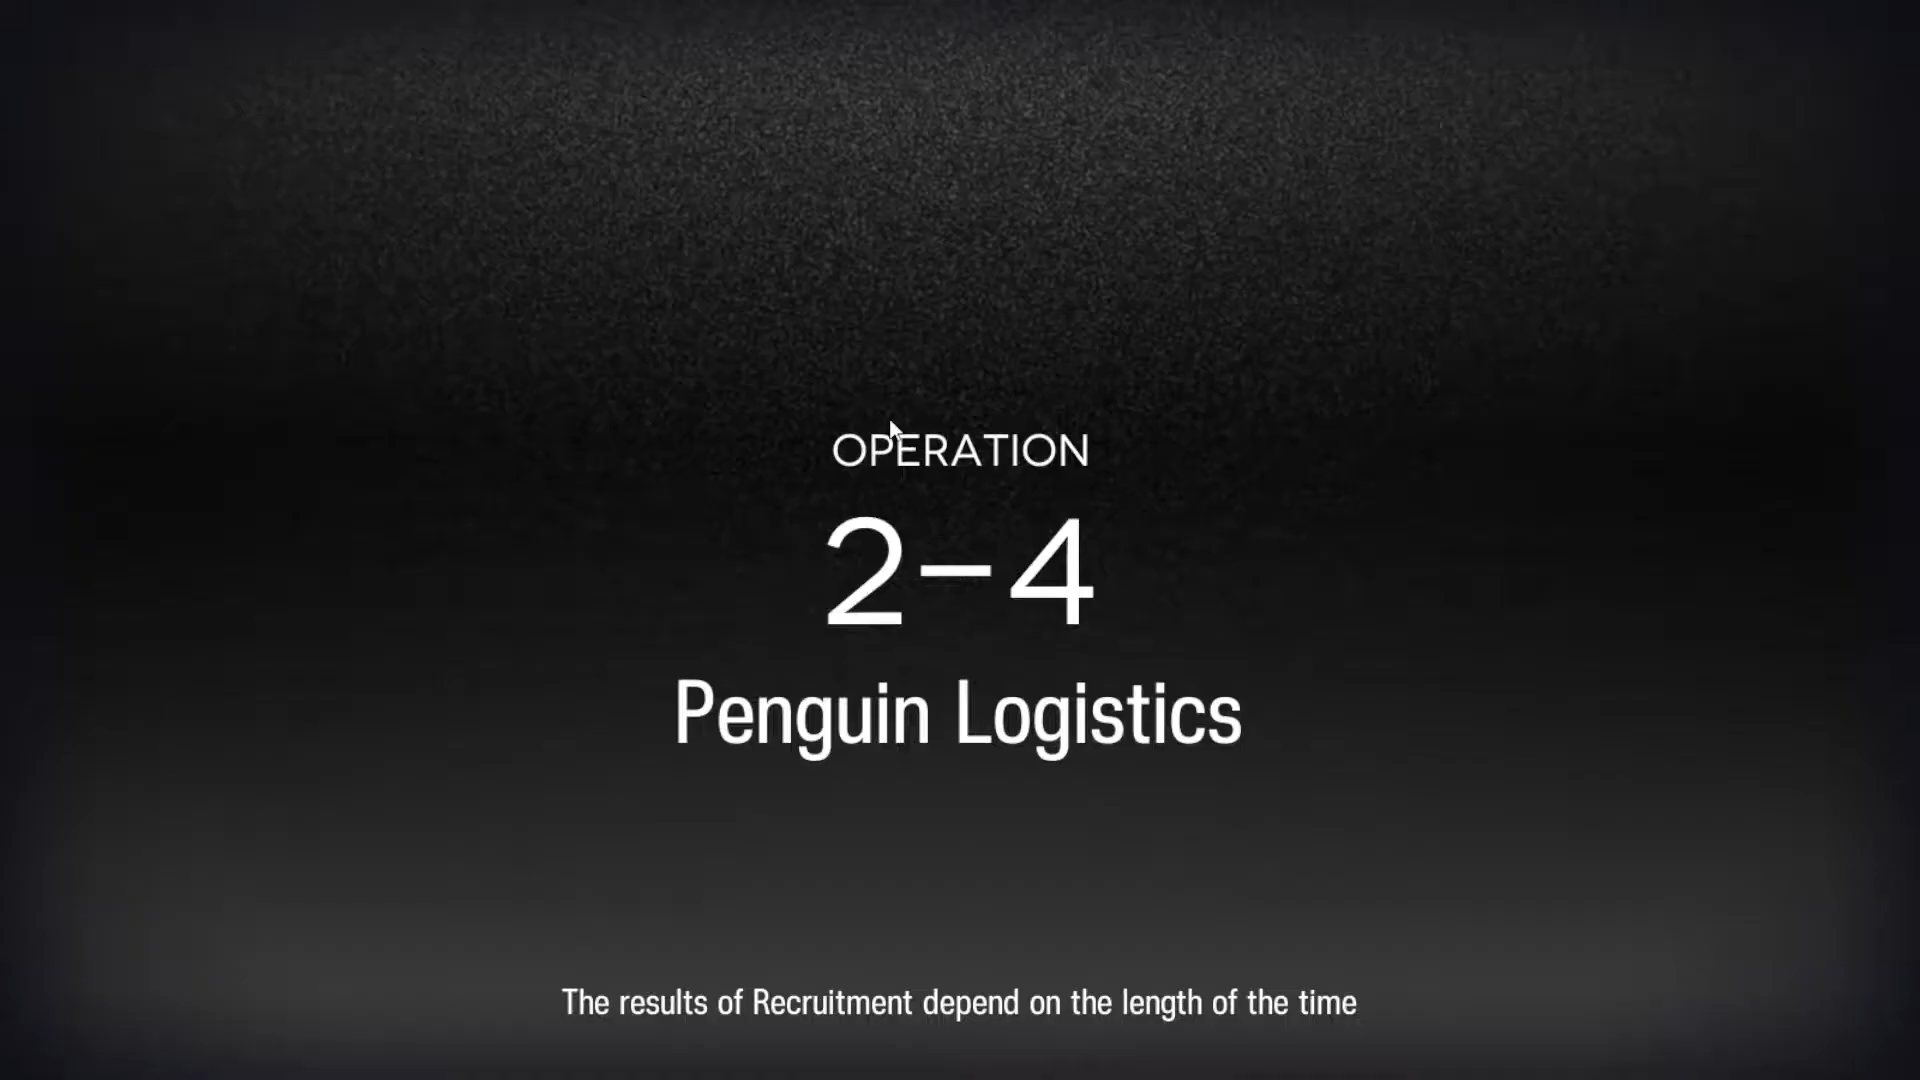 OPERATION
2-4
Penguin Logistics
The results of Recruitment depend on the length of the time